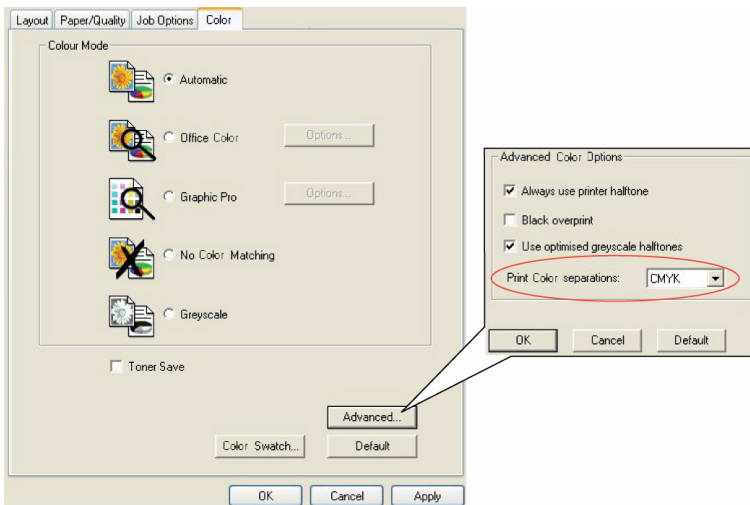 Layout Paper/Quality Job Options Color
Colour Mode
Automatic
Office Color Options...
Graphic Pro Options...
No Color Matching
Greyscale
Toner Save
Advanced...
Color Swatch... Default
OK Cancel Apply
Advanced Color Options
Always use printer halftone
Black overprint
Use optimised greyscale halftones
Print Color separations: CMYK
OK Cancel Default